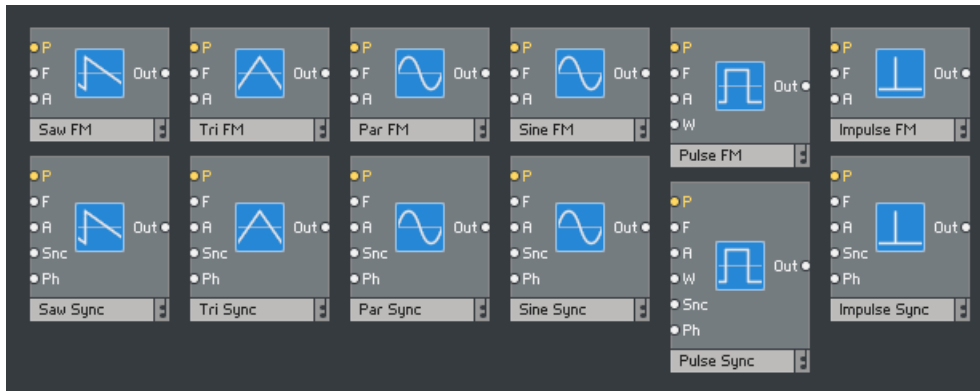 P
F
A
Out
Saw FM
P
F
A
Out
Tri FM
P
F
A
Out
Par FM
P
F
A
Out
Sine FM
P
F
A
W
Out
Pulse FM
P
F
A
Out
Impulse FM
P
F
A
Snc
Ph
Out
Saw Sync
P
F
A
Snc
Ph
Out
Tri Sync
P
F
A
Snc
Ph
Out
Par Sync
P
F
A
Snc
Ph
Out
Sine Sync
P
F
A
W
Snc
Ph
Out
Pulse Sync
P
F
A
Snc
Ph
Out
Impulse Sync